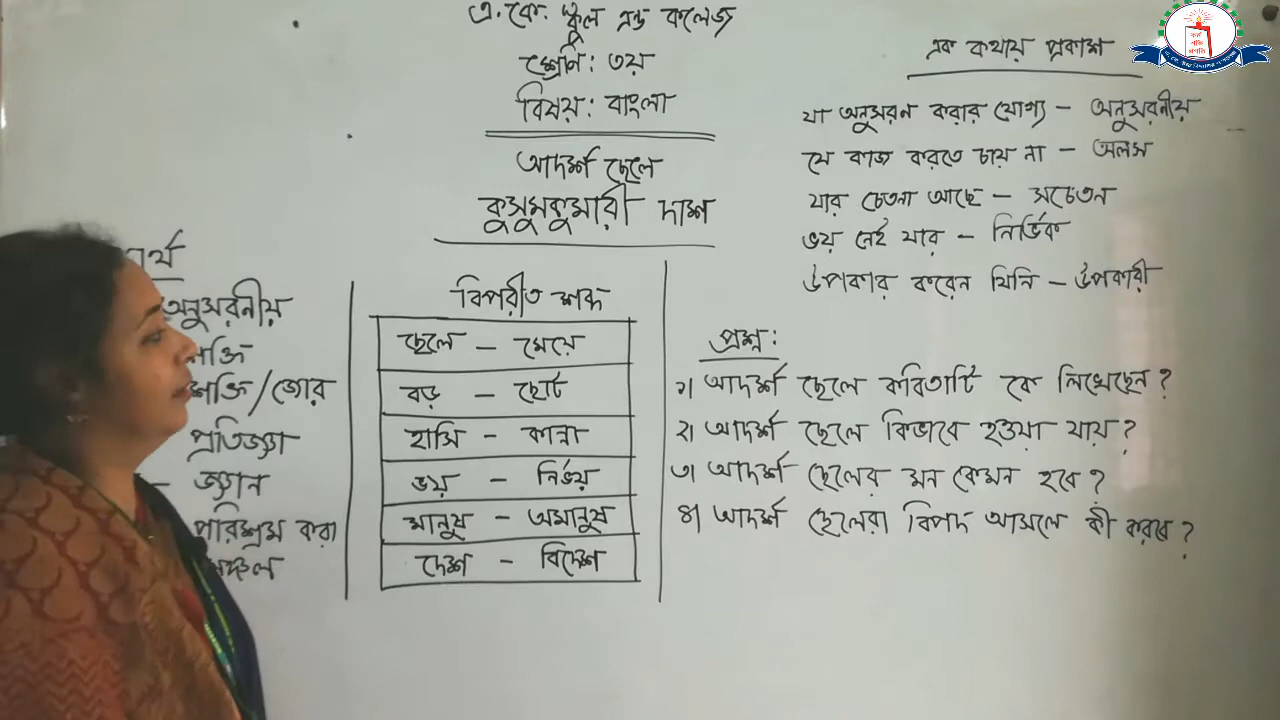 এ. কে. স্কুল এন্ড কলেজ
শ্রেণি: ৩য়
বিষয়: বাংলা
আদর্শ ছেলে
কুসুমকুমারী দাশ
এক কথায় প্রকাশ
যা অনুসরন করার যোগ্য – অনুসরনীয়
যে কাজ করতে চায় না – অলস
যার চেতনা আছে – সচেতন
ভয় নেই যার – নির্ভিক
উপকার করেন যিনি – উপকারী
অনুসরনীয়
শক্তি/জোর
প্রতিজ্ঞা
– জ্ঞান
পরিশ্রম করা
বিপরীত শব্দ
ছেলে – মেয়ে
বড় – ছোট
হাসি – কান্না
ভয় – নির্ভয়
মানুষ – অমানুষ
দেশ – বিদেশ
প্রশ্ন:
১। আদর্শ ছেলে কবিতাটি কে লিখেছেন?
২। আদর্শ ছেলে কিভাবে হওয়া যায়?
৩। আদর্শ ছেলের মন কেমন হবে?
৪। আদর্শ ছেলেরা বিপদ আসলে কী করবে?